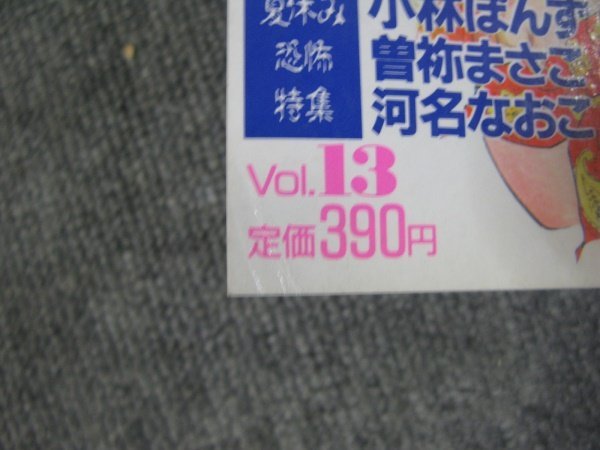 夏休み
恐怖
特集
小林ぽんず
曽祢まさこ
河名なおこ
Vol.13
定価390円